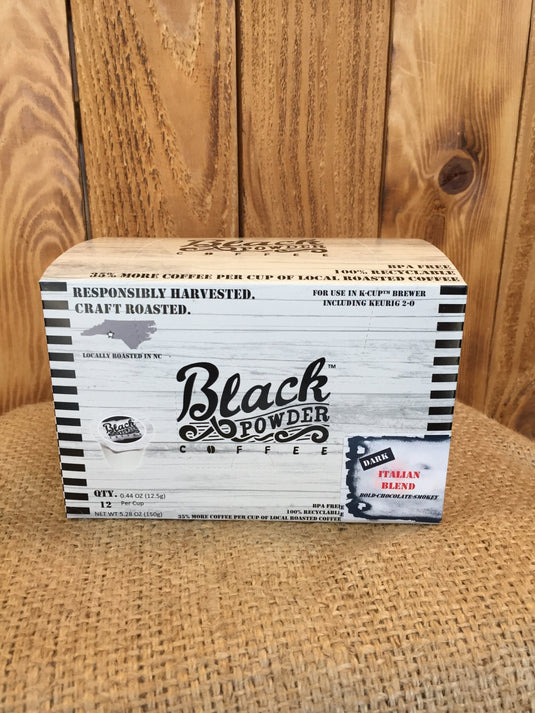 Black
POWDER
COFFEE
BPA FREE
100% RECYCLABLE
35% MORE COFFEE PER CUP OF LOCAL ROASTED COFFEE
RESPONSIBLY HARVESTED.
CRAFT ROASTED.
FOR USE IN K-CUP™ BREWER
INCLUDING KEURIG 2-0
LOCALLY ROASTED IN NC
Black™
POWDER
COFFEE
Black
POWDER
DARK
ITALIAN
BLEND
BOLD·CHOCOLATE·SMOKEY
QTY. 0.44 OZ (12.5g)
12 Per Cup
NET WT 5.28 OZ (150g)
BPA FREE
100% RECYCLABLE
35% MORE COFFEE PER CUP OF LOCAL ROASTED COFFEE